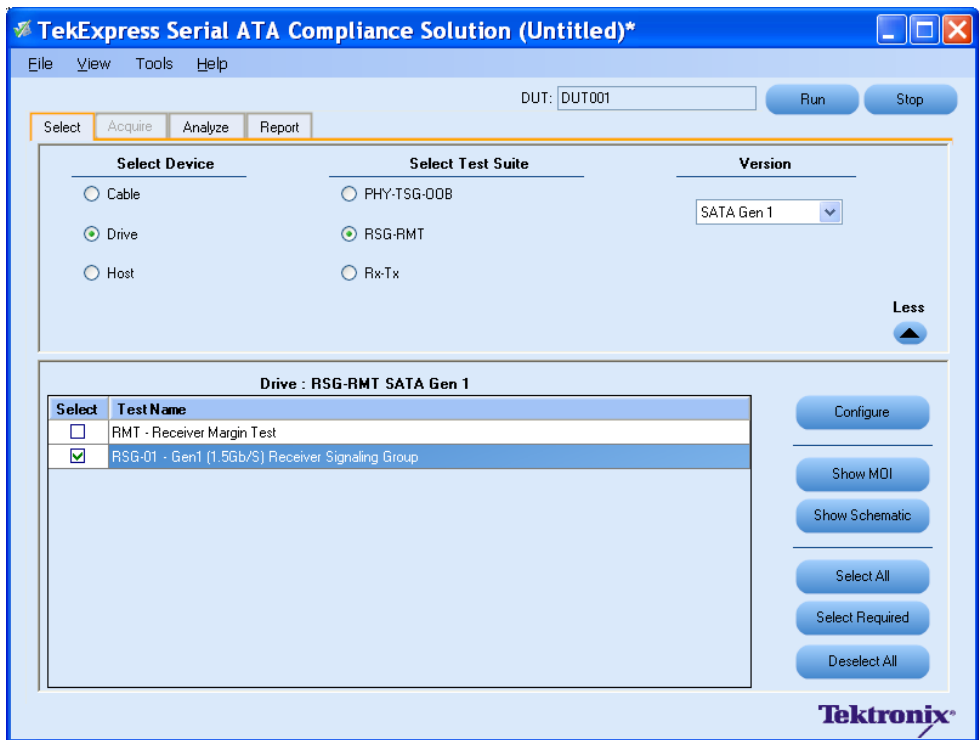 TekExpress Serial ATA Compliance Solution (Untitled)*
File View Tools Help
DUT: DUT001 Run Stop
Select Acquire Analyze Report
Select Device Select Test Suite Version
Cable PHY-TSG-OOB
SATA Gen 1
Drive RSG-RMT
Host Rx-Tx
Less
Drive : RSG-RMT SATA Gen 1
Select Test Name
RMT - Receiver Margin Test
RSG-01 - Gen1 (1.5Gb/S) Receiver Signaling Group
Configure
Show MOI
Show Schematic
Select All
Select Required
Deselect All
Tektronix